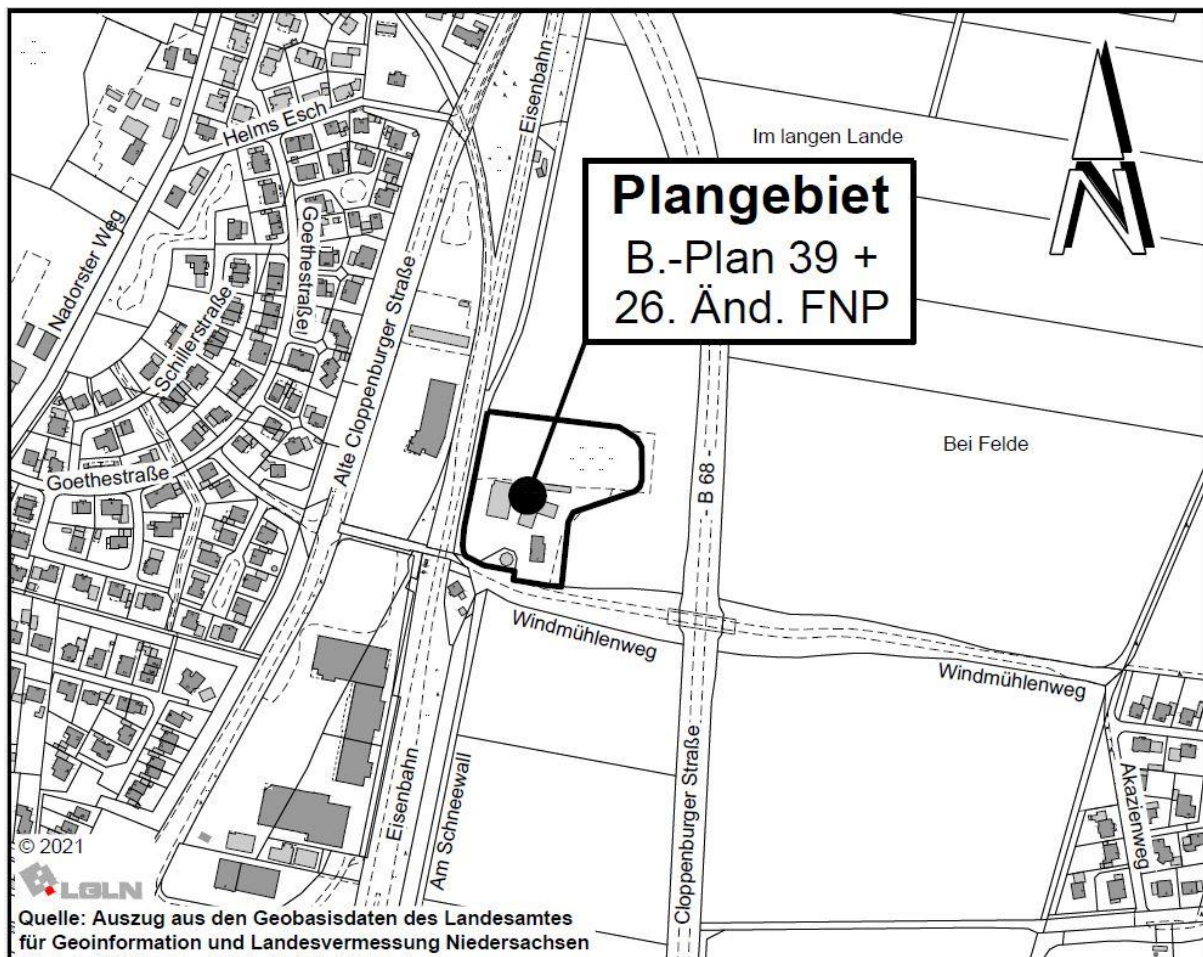 Helms Esch
Eisenbahn
Im langen Lande
Plangebiet
B.-Plan 39 +
26. Änd. FNP
N
Nadorster Weg
Goethestraße
Schillerstraße
Alte Cloppenburger Straße
Goethestraße
- B 68 -
Bei Felde
Windmühlenweg
Windmühlenweg
Eisenbahn
Am Schneewall
Cloppenburger Straße
Akazienweg
© 2021
LGLN
Quelle: Auszug aus den Geobasisdaten des Landesamtes
für Geoinformation und Landesvermessung Niedersachsen